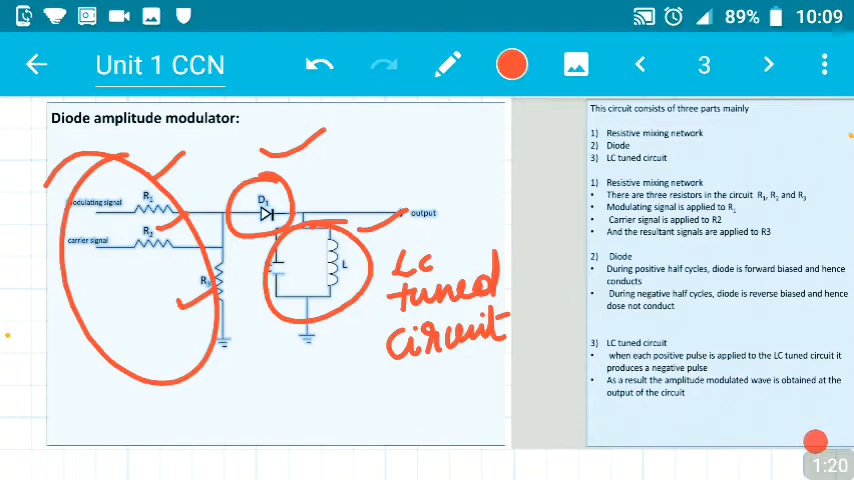 89% 10:09
Unit 1 CCN
3
Diode amplitude modulator:
modulating signal
R1
D1
output
carrier signal
R2
R3
C
L
LC
tuned
circuit
This circuit consists of three parts mainly
1) Resistive mixing network
2) Diode
3) LC tuned circuit
1) Resistive mixing network
• There are three resistors in the circuit R1, R2 and R3
• Modulating signal is applied to R1
• Carrier signal is applied to R2
• And the resultant signals are applied to R3
2) Diode
• During positive half cycles, diode is forward biased and hence
conducts
• During negative half cycles, diode is reverse biased and hence
dose not conduct
3) LC tuned circuit
• when each positive pulse is applied to the LC tuned circuit it
produces a negative pulse
• As a result the amplitude modulated wave is obtained at the
output of the circuit
1:20